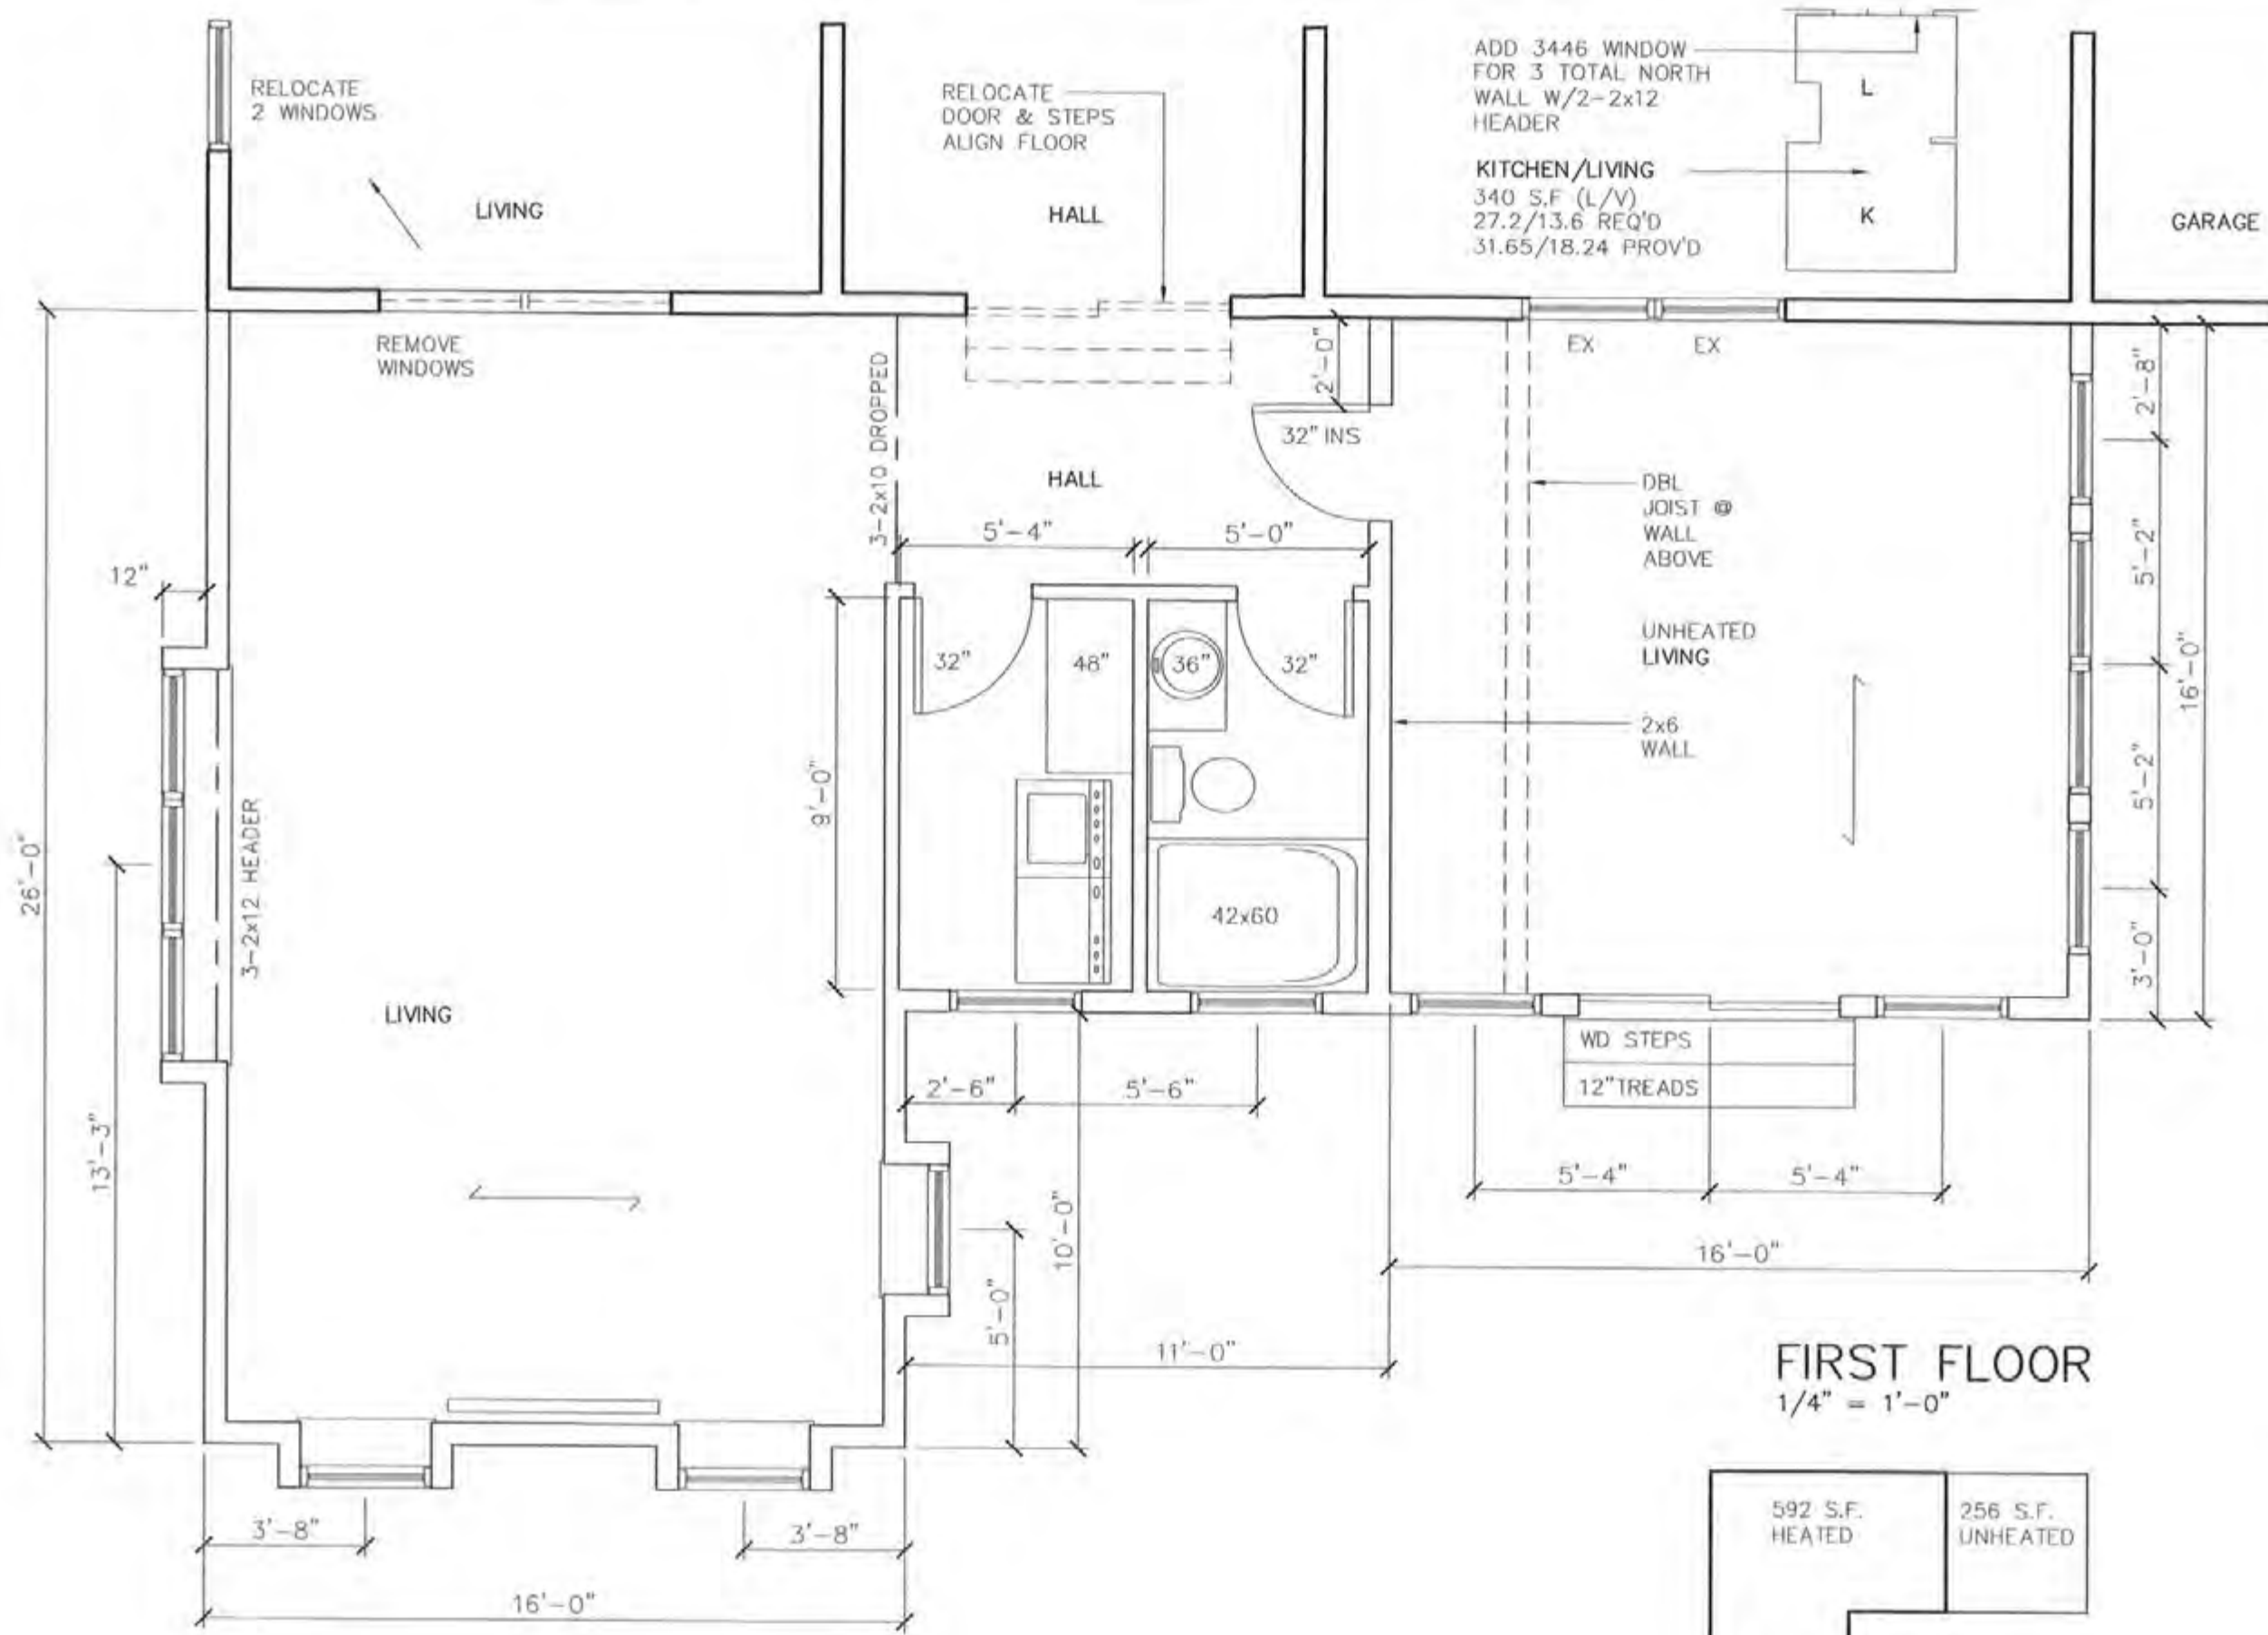 RELOCATE
2 WINDOWS
LIVING
RELOCATE
DOOR & STEPS
ALIGN FLOOR
HALL
ADD 3446 WINDOW
FOR 3 TOTAL NORTH
WALL W/2-2x12
HEADER
KITCHEN/LIVING
340 S.F (L/V)
27.2/13.6 REQ'D
31.65/18.24 PROV'D
L
K
GARAGE
REMOVE
WINDOWS
3-2x10 DROPPED
2'-0"
EX
EX
2'-8"
32" INS
HALL
5'-4"
5'-0"
DBL
JOIST @
WALL
ABOVE
5'-2"
12"
UNHEATED
LIVING
16'-0"
32"
48"
36"
32"
2x6
WALL
9'-0"
5'-2"
26'-0"
3-2x12 HEADER
42x60
3'-0"
LIVING
WD STEPS
12"TREADS
2'-6"
5'-6"
13'-3"
5'-4"
5'-4"
10'-0"
16'-0"
5'-0"
11'-0"
FIRST FLOOR
1/4" = 1'-0"
3'-8"
3'-8"
592 S.F.
HEATED
256 S.F.
UNHEATED
16'-0"